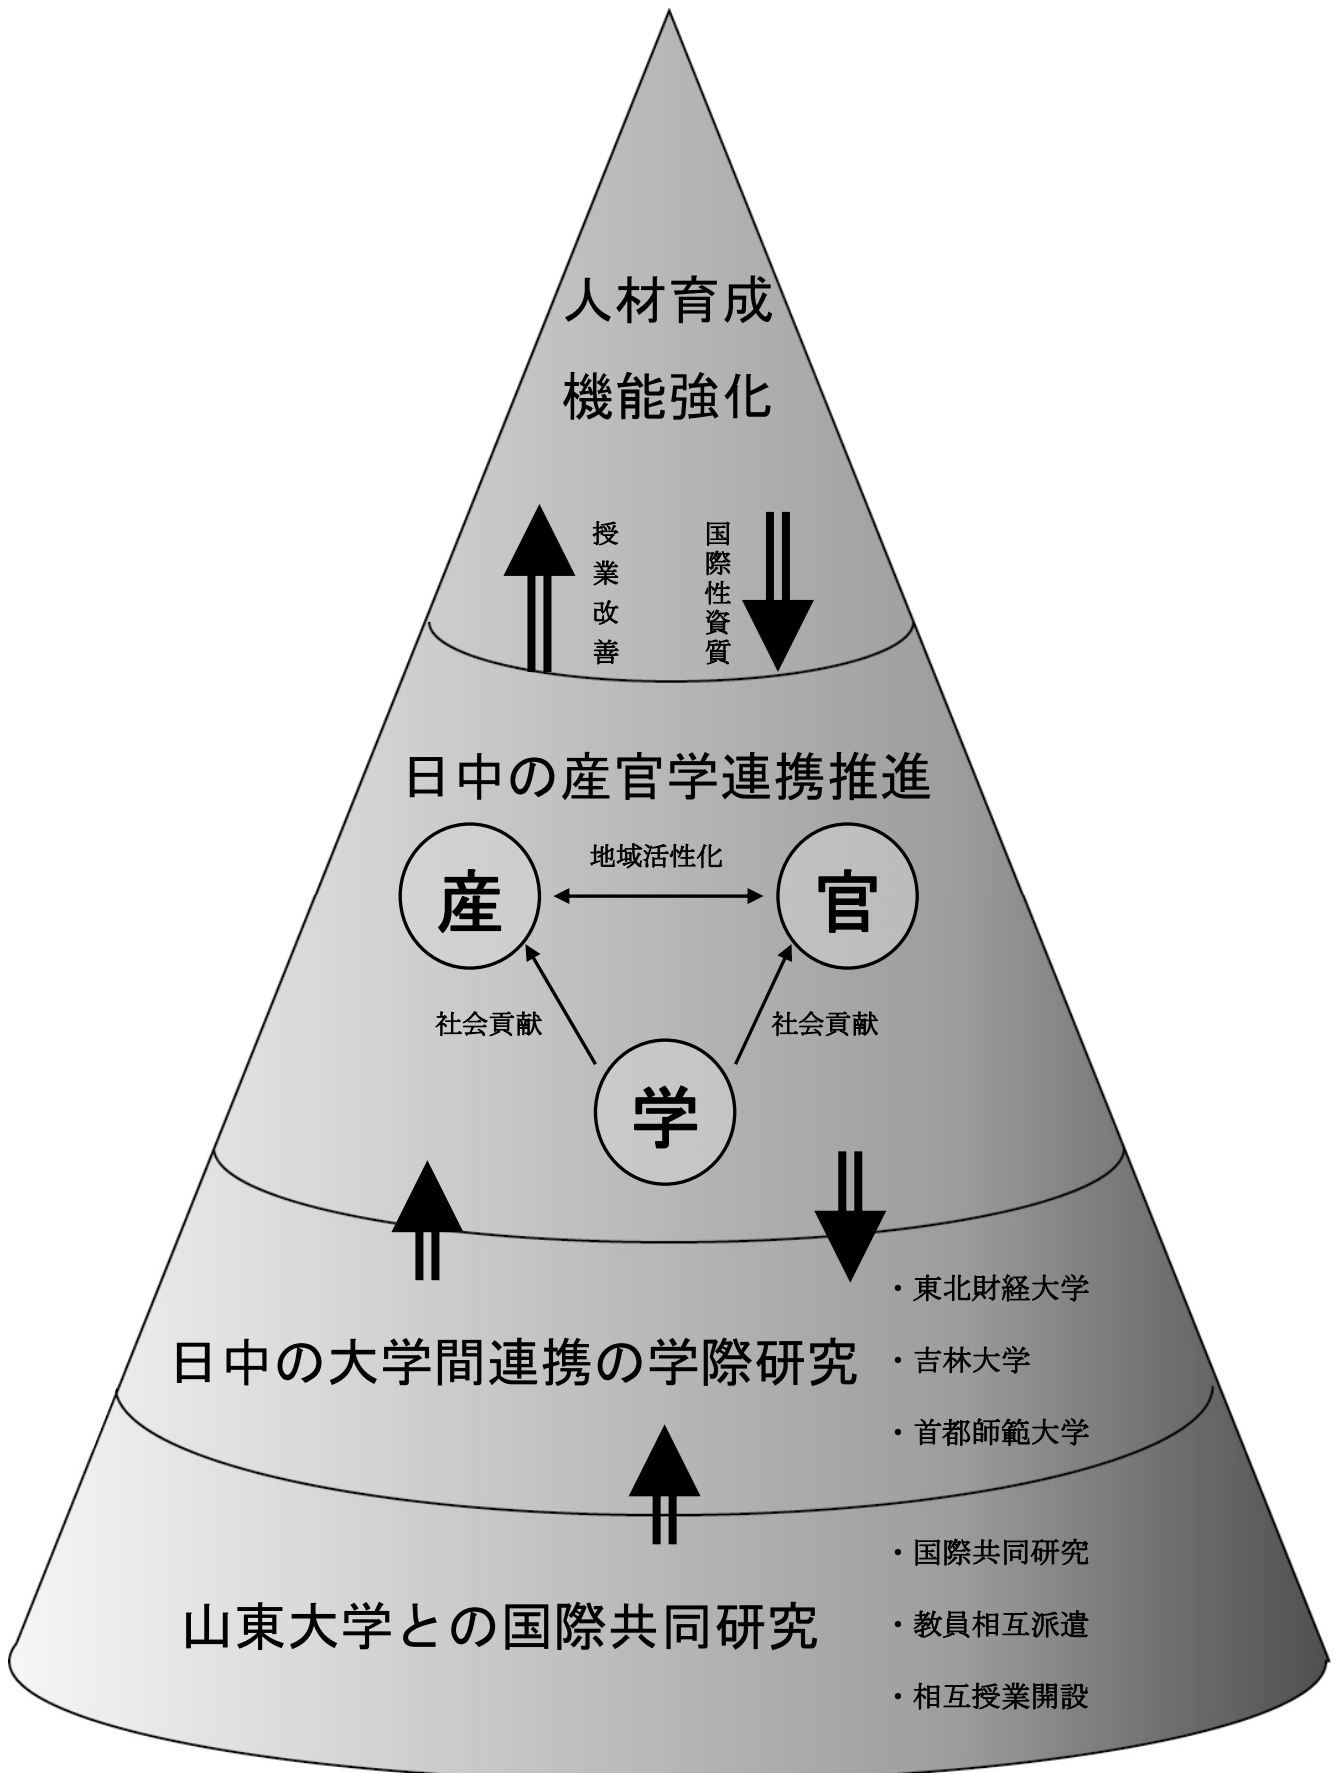 人材育成
機能強化
授業改善
国際性資質
日中の産官学連携推進
地域活性化
産
官
社会貢献
社会貢献
学
・東北財経大学
日中の大学間連携の学際研究
・吉林大学
・首都師範大学
・国際共同研究
山東大学との国際共同研究
・教員相互派遣
・相互授業開設